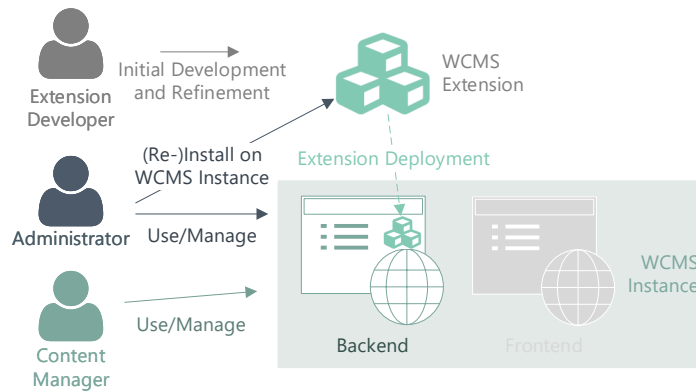 Extension
Developer
Initial Development
and Refinement
WCMS
Extension
(Re-)Install on
WCMS Instance
Extension Deployment
Administrator
Use/Manage
WCMS
Instance
Content
Manager
Use/Manage
Backend
Frontend